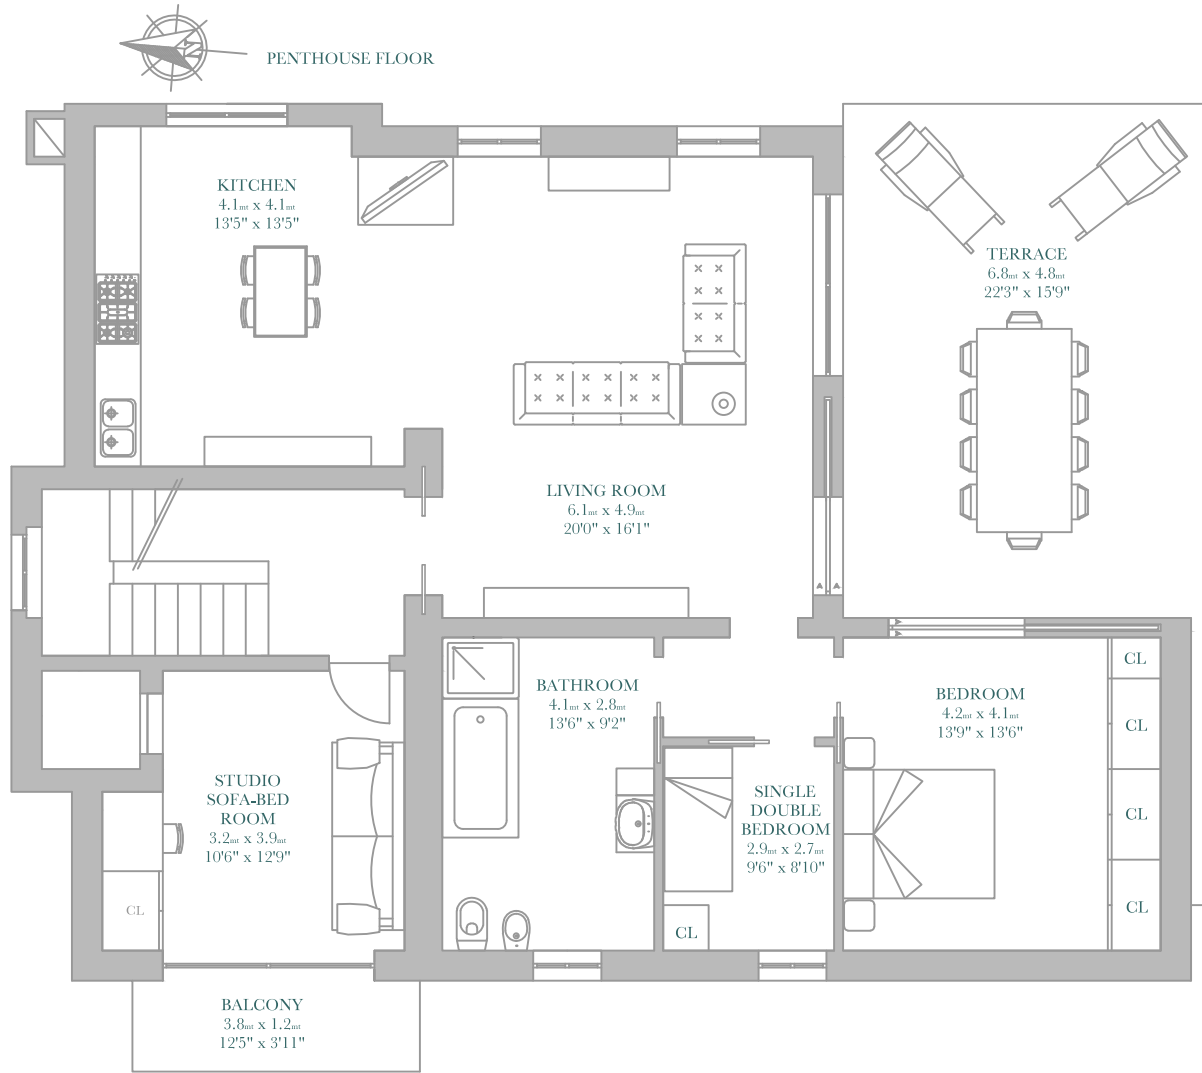 N
PENTHOUSE FLOOR
KITCHEN
4.1mt x 4.1mt
13'5" x 13'5"
TERRACE
6.8mt x 4.8mt
22'3" x 15'9"
LIVING ROOM
6.1mt x 4.9mt
20'0" x 16'1"
BATHROOM
4.1mt x 2.8mt
13'6" x 9'2"
BEDROOM
4.2mt x 4.1mt
13'9" x 13'6"
CL
CL
CL
CL
STUDIO
SOFA-BED
ROOM
3.2mt x 3.9mt
10'6" x 12'9"
CL
SINGLE
DOUBLE
BEDROOM
2.9mt x 2.7mt
9'6" x 8'10"
CL
BALCONY
3.8mt x 1.2mt
12'5" x 3'11"